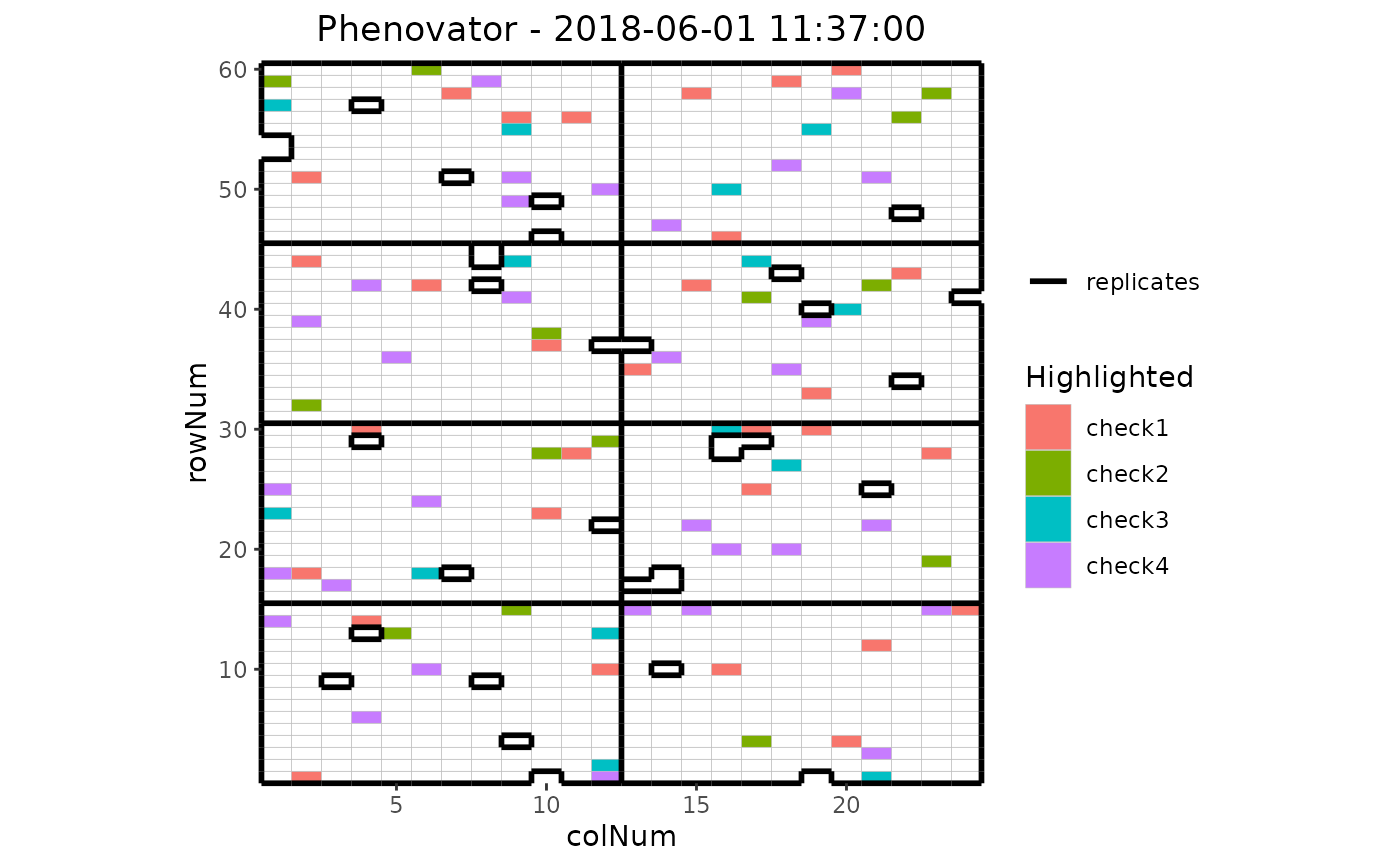 Phenovator - 2018-06-01 11:37:00
60
50
40
30
20
10
rowNum
5 10 15 20
colNum
replicates
Highlighted
check1
check2
check3
check4